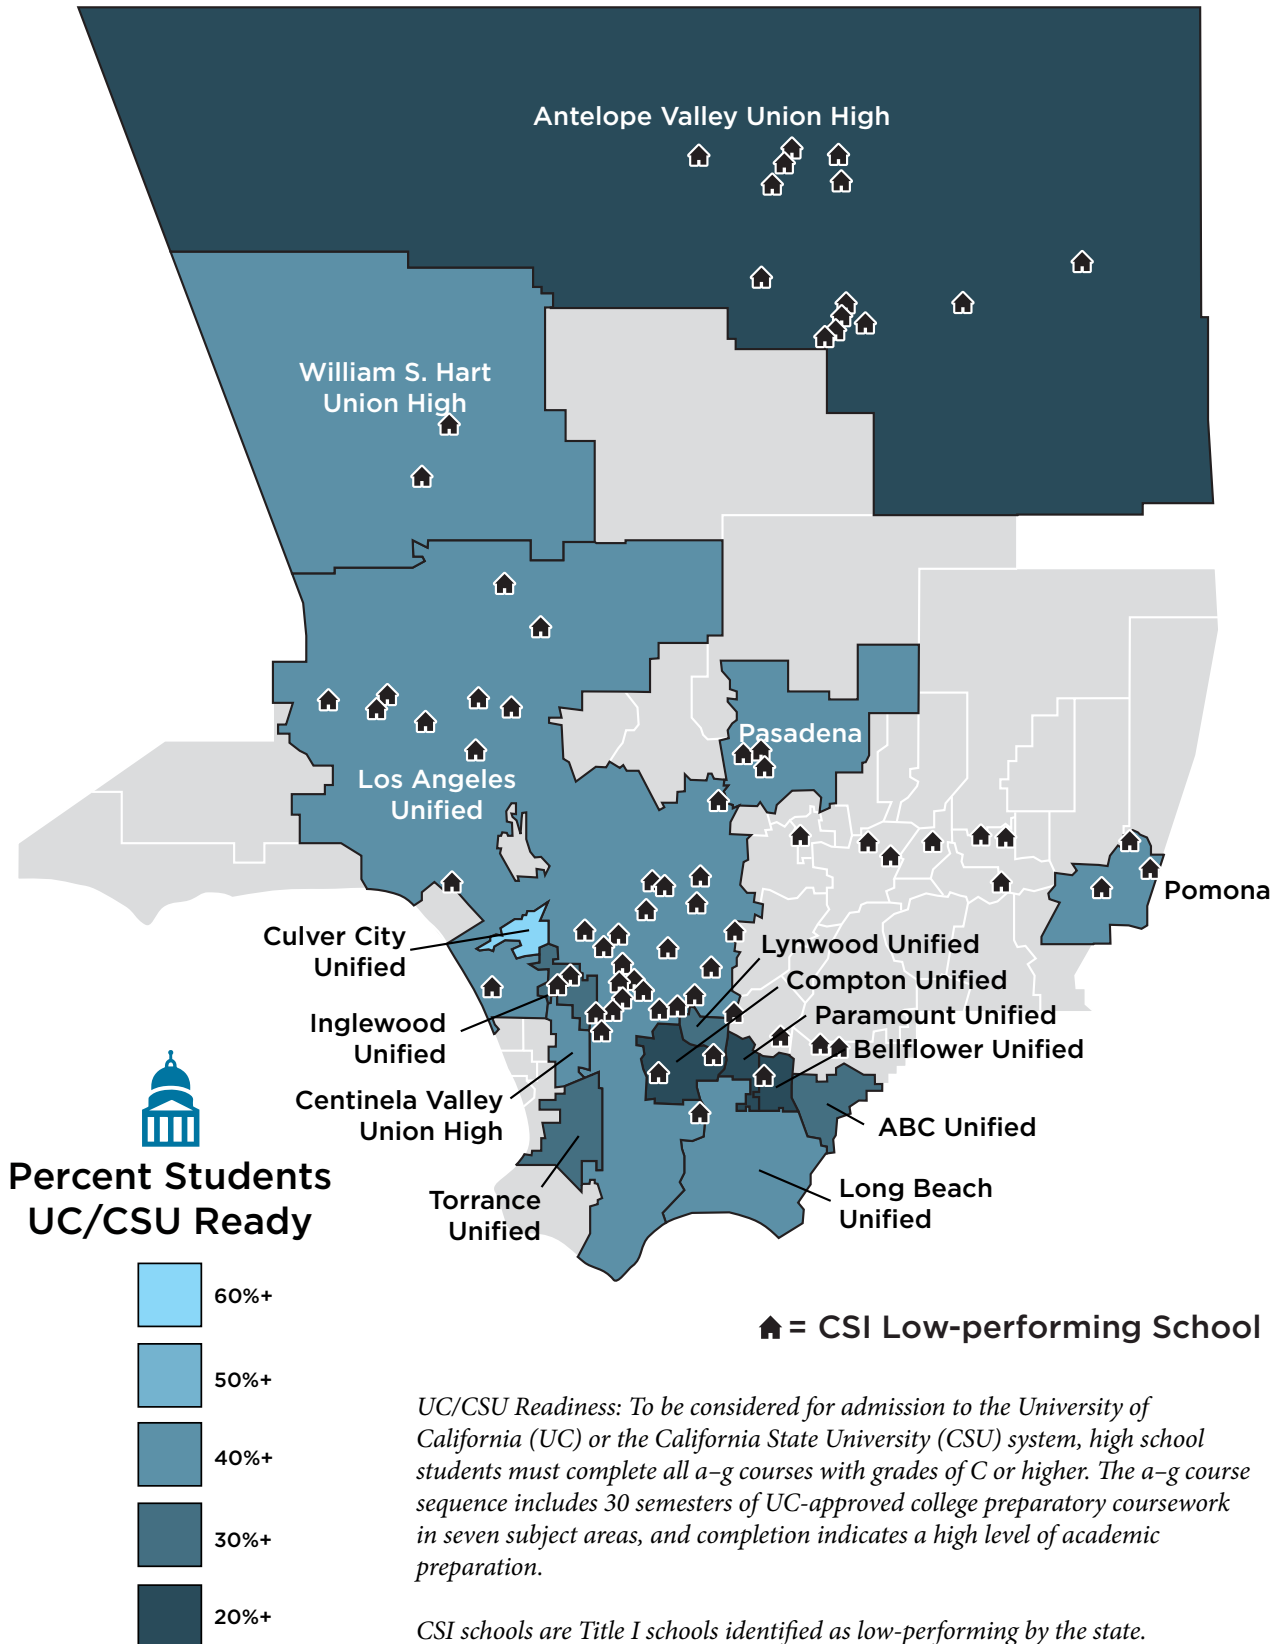 Antelope Valley Union High
William S. Hart
Union High
Pasadena
Los Angeles
Unified
Pomona
Culver City
Unified
Lynwood Unified
Compton Unified
Inglewood
Unified
Paramount Unified
Bellflower Unified
Centinela Valley
Union High
ABC Unified
Torrance
Unified
Long Beach
Unified
Percent Students
UC/CSU Ready
60%+
50%+
40%+
30%+
20%+
= CSI Low-performing School
UC/CSU Readiness: To be considered for admission to the University of
California (UC) or the California State University (CSU) system, high school
students must complete all a–g courses with grades of C or higher. The a–g course
sequence includes 30 semesters of UC-approved college preparatory coursework
in seven subject areas, and completion indicates a high level of academic
preparation.
CSI schools are Title I schools identified as low-performing by the state.